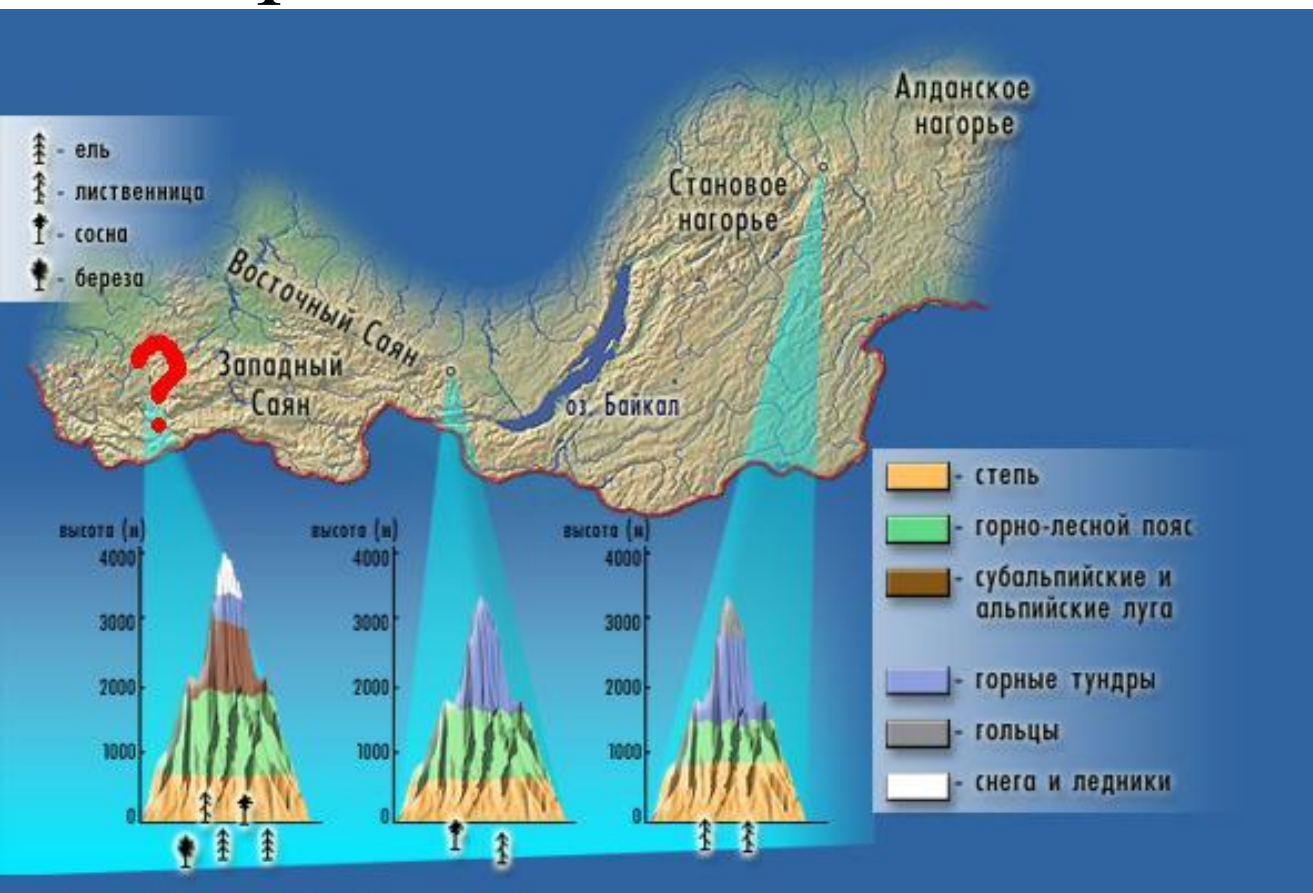 - ель
- лиственница
- сосна
- береза
Алданское
нагорье
Становое
нагорье
Восточный Саян
Западный
Саян
?
оз. Байкал
высота (м)
4000
3000
2000
1000
0
высота (м)
4000
3000
2000
1000
0
высота (м)
4000
3000
2000
1000
0
- степь
- горно-лесной пояс
- субальпийские и
альпийские луга
- горные тундры
- гольцы
- снега и ледники